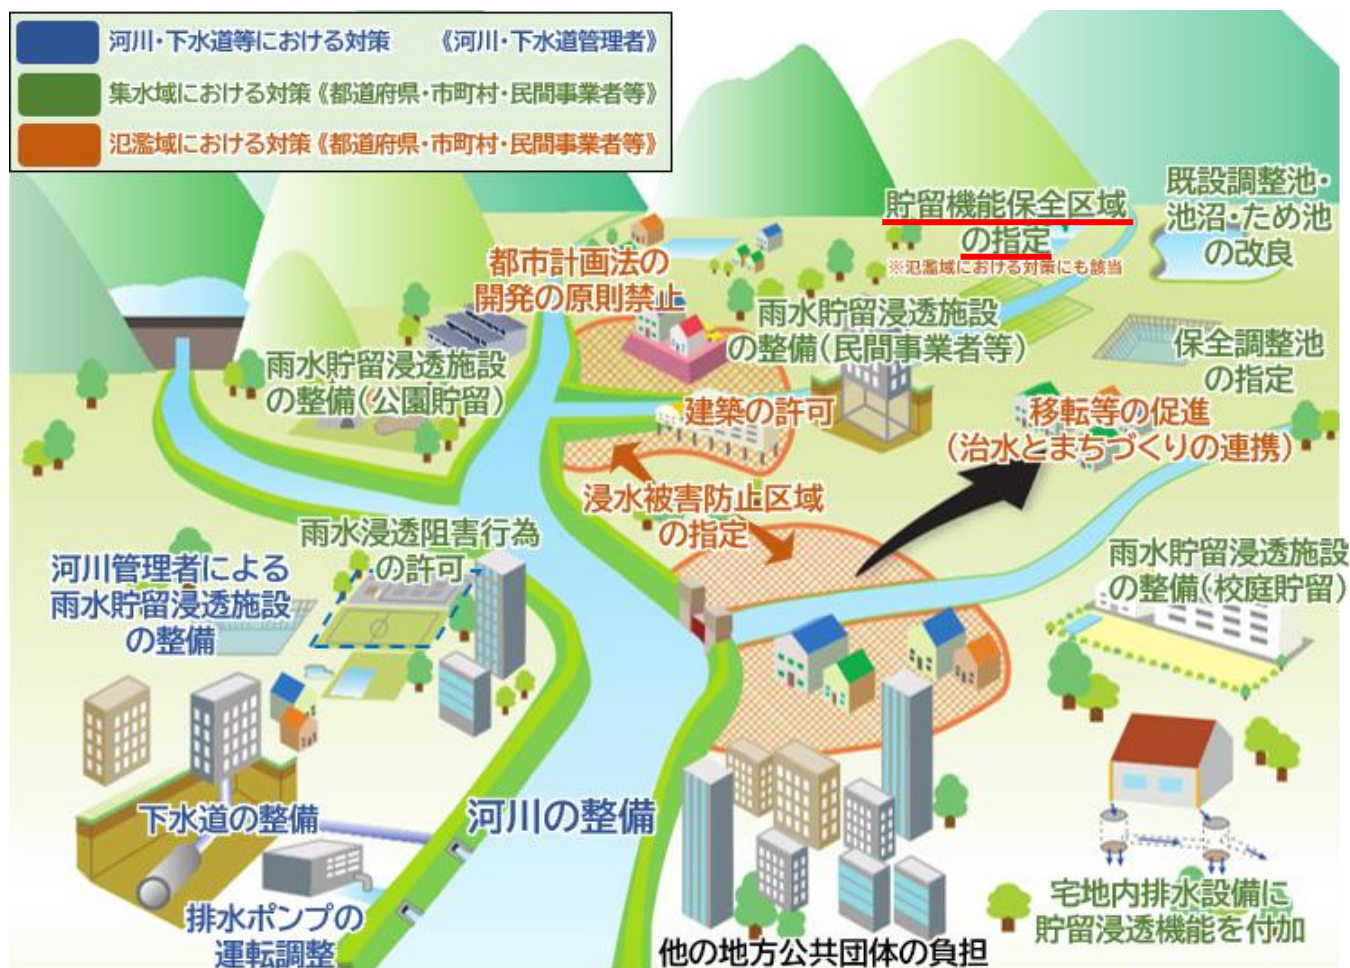 河川・下水道等における対策 《河川・下水道管理者》
集水域における対策《都道府県・市町村・民間事業者等》
氾濫域における対策《都道府県・市町村・民間事業者等》
貯留機能保全区域
の指定
※氾濫域における対策にも該当
既設調整池・
池沼・ため池
の改良
都市計画法の
開発の原則禁止
雨水貯留浸透施設
の整備(民間事業者等)
保全調整池
の指定
雨水貯留浸透施設
の整備(公園貯留)
建築の許可
移転等の促進
(治水とまちづくりの連携)
浸水被害防止区域
の指定
雨水浸透阻害行為
の許可
河川管理者による
雨水貯留浸透施設
の整備
雨水貯留浸透施設
の整備(校庭貯留)
下水道の整備
河川の整備
排水ポンプの
運転調整
宅地内排水設備に
貯留浸透機能を付加
他の地方公共団体の負担